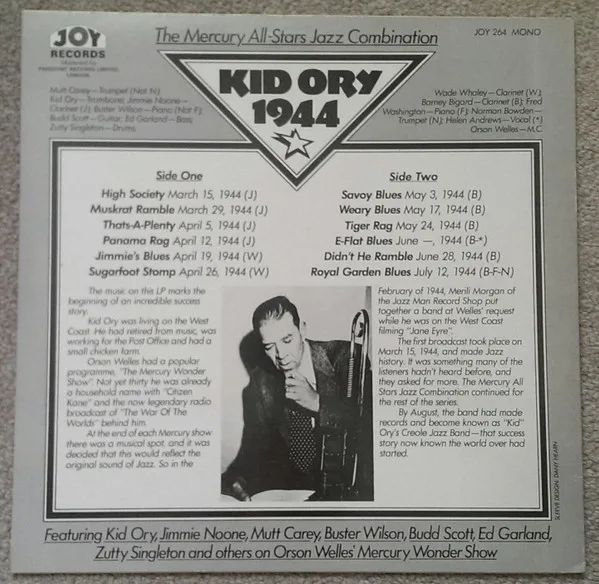 JOY
RECORDS
Marketed by
PRESIDENT RECORDS LIMITED,
LONDON.
The Mercury All-Stars Jazz Combination
JOY 264 MONO
KID ORY
1944
Mutt Carey—Trumpet (Not N);
Kid Ory—Trombone; Jimmie Noone—
Clarinet (J); Buster Wilson—Piano (Not F);
Budd Scott—Guitar; Ed Garland—Bass;
Zutty Singleton—Drums.
Wade Whaley—Clarinet (W);
Barney Bigard—Clarinet (B); Fred
Washington—Piano (F); Norman Bowden—
Trumpet (N); Helen Andrews—Vocal (*)
Orson Welles—M.C.
Side One
High Society March 15, 1944 (J)
Muskrat Ramble March 29, 1944 (J)
Thats-A-Plenty April 5, 1944 (J)
Panama Rag April 12, 1944 (J)
Jimmie's Blues April 19, 1944 (W)
Sugarfoot Stomp April 26, 1944 (W)
Side Two
Savoy Blues May 3, 1944 (B)
Weary Blues May 17, 1944 (B)
Tiger Rag May 24, 1944 (B)
E-Flat Blues June —, 1944 (B-*)
Didn't He Ramble June 28, 1944 (B)
Royal Garden Blues July 12, 1944 (B-F-N)
The music on this LP marks the
beginning of an incredible success
story.
Kid Ory was living on the West
Coast. He had retired from music, was
working for the Post Office and had a
small chicken farm.
Orson Welles had a popular
programme, "The Mercury Wonder
Show". Not yet thirty he was already
a household name with "Citizen
Kane" and the now legendary radio
broadcast of "The War Of The
Worlds" behind him.
At the end of each Mercury show
there was a musical spot, and it was
decided that this would reflect the
original sound of Jazz. So in the
February of 1944, Merili Morgan of
the Jazz Man Record Shop put
together a band at Welles' request
while he was on the West Coast
filming "Jane Eyre".
The first broadcast took place on
March 15, 1944, and made Jazz
history. It was something many of the
listeners hadn't heard before, and
they asked for more. The Mercury All
Stars Jazz Combination continued for
the rest of the series.
By August, the band had made
records and become known as "Kid"
Ory's Creole Jazz Band—that success
story now known the world over had
started.
SLEEVE DESIGN: DANY HEARN
Featuring Kid Ory, Jimmie Noone, Mutt Carey, Buster Wilson, Budd Scott, Ed Garland,
Zutty Singleton and others on Orson Welles' Mercury Wonder Show